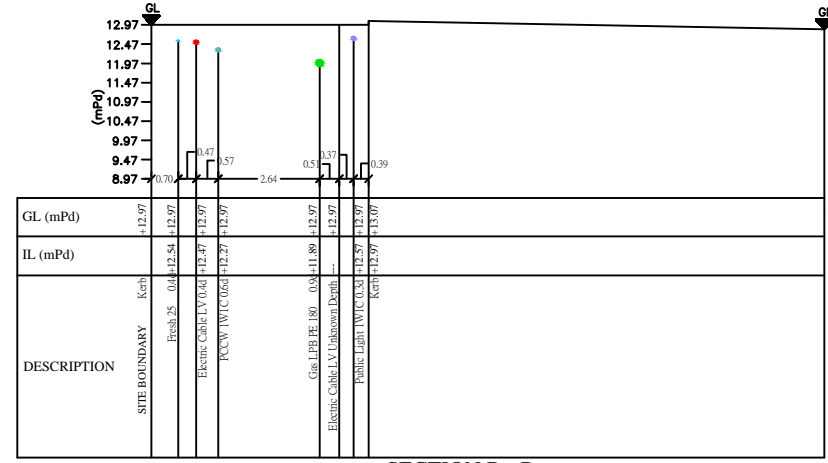 GL
GL
12.97
12.47
11.97
11.47
10.97
10.47
9.97
9.47
8.97
(mPd)
0.70
0.47
0.57
2.64
0.51
0.37
0.39
GL (mPd)
+12.97
+12.97
+12.97
+12.97
+12.97
+12.97
+12.97
+13.07
IL (mPd)
+12.54
+12.47
+12.27
+11.89
---
+12.57
+12.97
DESCRIPTION
SITE BOUNDARY Kerb
Fresh 25 0.4d
Electric Cable LV 0.4d
PCCW 1W1C 0.6d
Gas LPB PE 180 0.9d
Electric Cable LV Unknown Depth
Public Light 1W1C 0.3d
Kerb